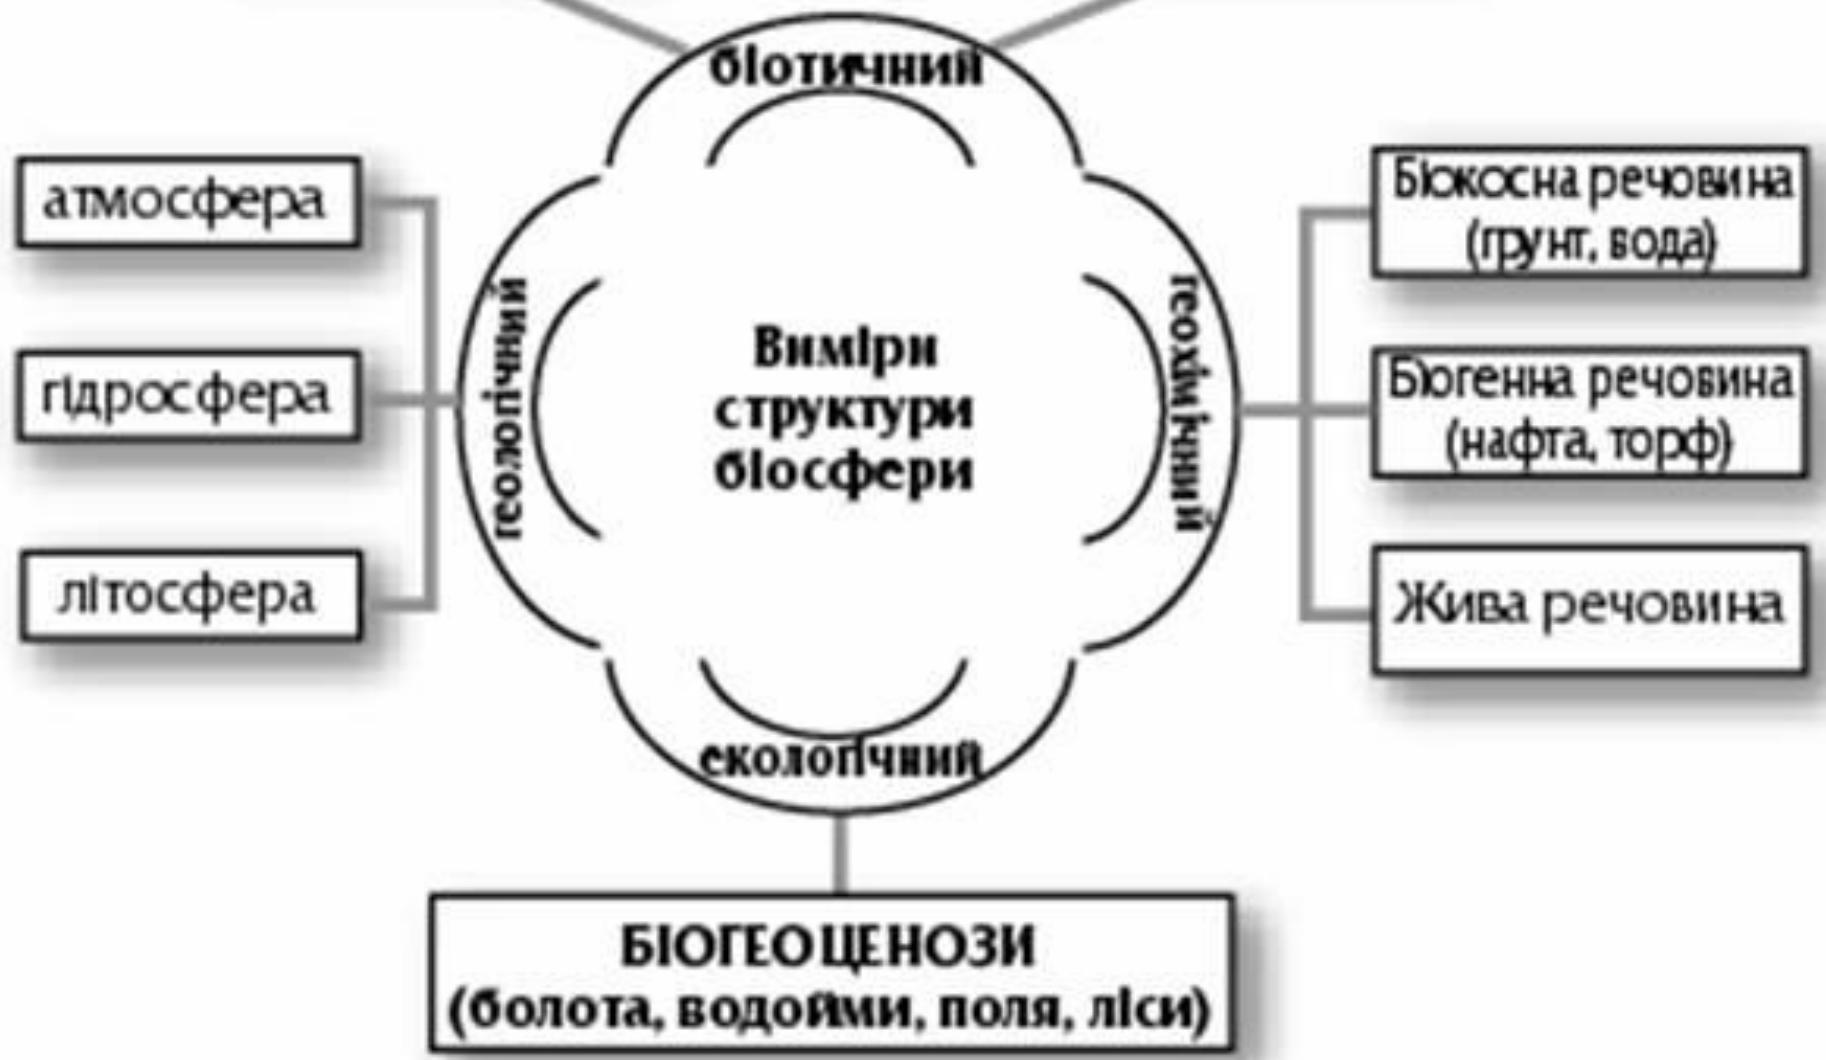 біотичний
атмосфера
гідросфера
літосфера
геологічний
Виміри
структури
біосфери
геохімічний
Біокосна речовина
(грунт, вода)
Біогенна речовина
(нафта, торф)
Жива речовина
екологічний
БІОГЕОЦЕНОЗИ
(болота, водойми, поля, ліси)